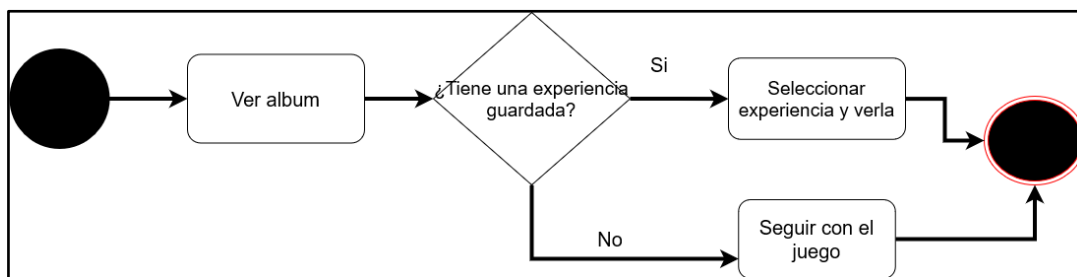 Ver album
¿Tiene una experiencia
guardada?
Si
Seleccionar
experiencia y verla
No
Seguir con el
juego